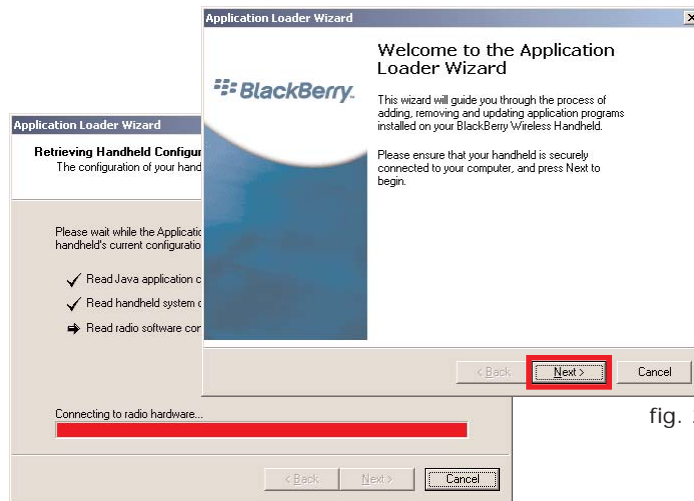 Application Loader Wizard
Welcome to the Application
Loader Wizard
BlackBerry
This wizard will guide you through the process of
adding, removing and updating application programs
installed on your BlackBerry Wireless Handheld.
Please ensure that your handheld is securely
connected to your computer, and press Next to
begin.
< Back
Next >
Cancel
Application Loader Wizard
Retrieving Handheld
The configuration of your hand
Please wait while the
handheld's current
Read Java application
Read handheld system
Read radio software
Connecting to radio hardware...
< Back
Next >
Cancel
fig.